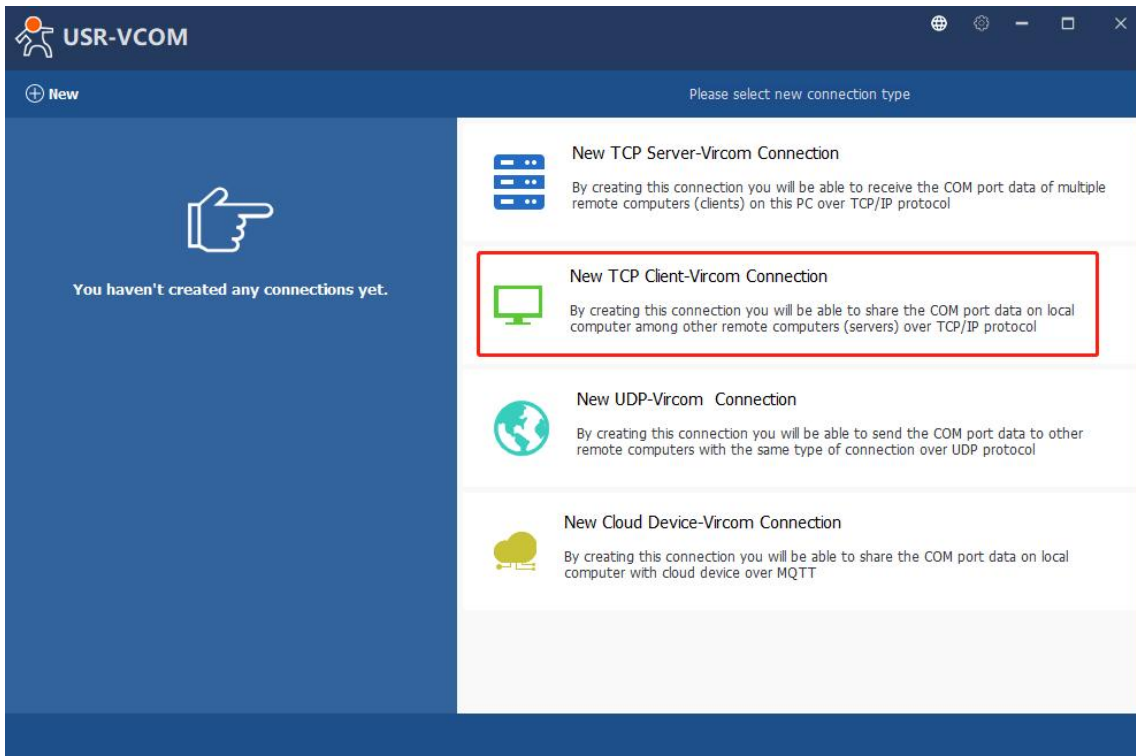 USR-VCOM
New
Please select new connection type
You haven't created any connections yet.
New TCP Server-Vircom Connection
By creating this connection you will be able to receive the COM port data of multiple
remote computers (clients) on this PC over TCP/IP protocol
New TCP Client-Vircom Connection
By creating this connection you will be able to share the COM port data on local
computer among other remote computers (servers) over TCP/IP protocol
New UDP-Vircom Connection
By creating this connection you will be able to send the COM port data to other
remote computers with the same type of connection over UDP protocol
New Cloud Device-Vircom Connection
By creating this connection you will be able to share the COM port data on local
computer with cloud device over MQTT